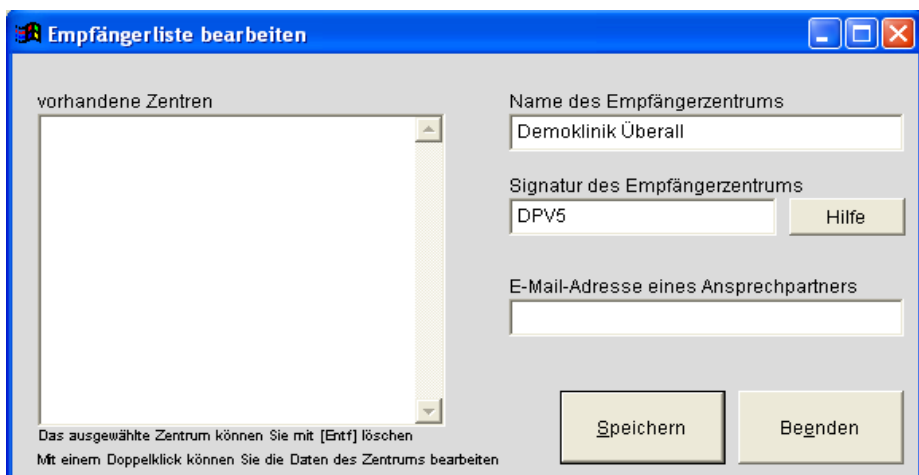 Empfängerliste bearbeiten
vorhandene Zentren
Das ausgewählte Zentrum können Sie mit [Entf] löschen
Mit einem Doppelklick können Sie die Daten des Zentrums bearbeiten
Name des Empfängerzentrums
Demoklinik Überall
Signatur des Empfängerzentrums
DPV5
Hilfe
E-Mail-Adresse eines Ansprechpartners
Speichern
Beenden